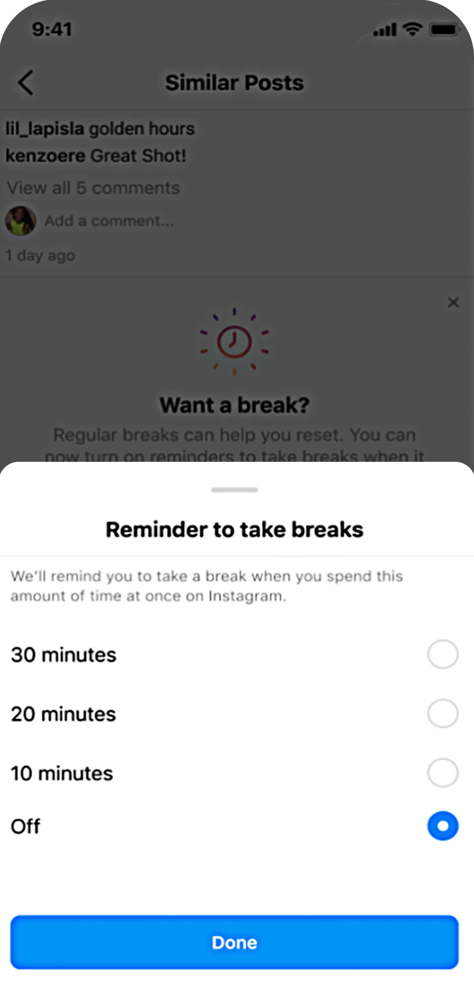 9:41
Similar Posts
lil_lapisla golden hours
kenzoere Great Shot!
View all 5 comments
Add a comment...
1 day ago
Want a break?
Regular breaks can help you reset. You can
now turn on reminders to take breaks when it
Reminder to take breaks
We'll remind you to take a break when you spend this
amount of time at once on Instagram.
30 minutes
20 minutes
10 minutes
Off
Done